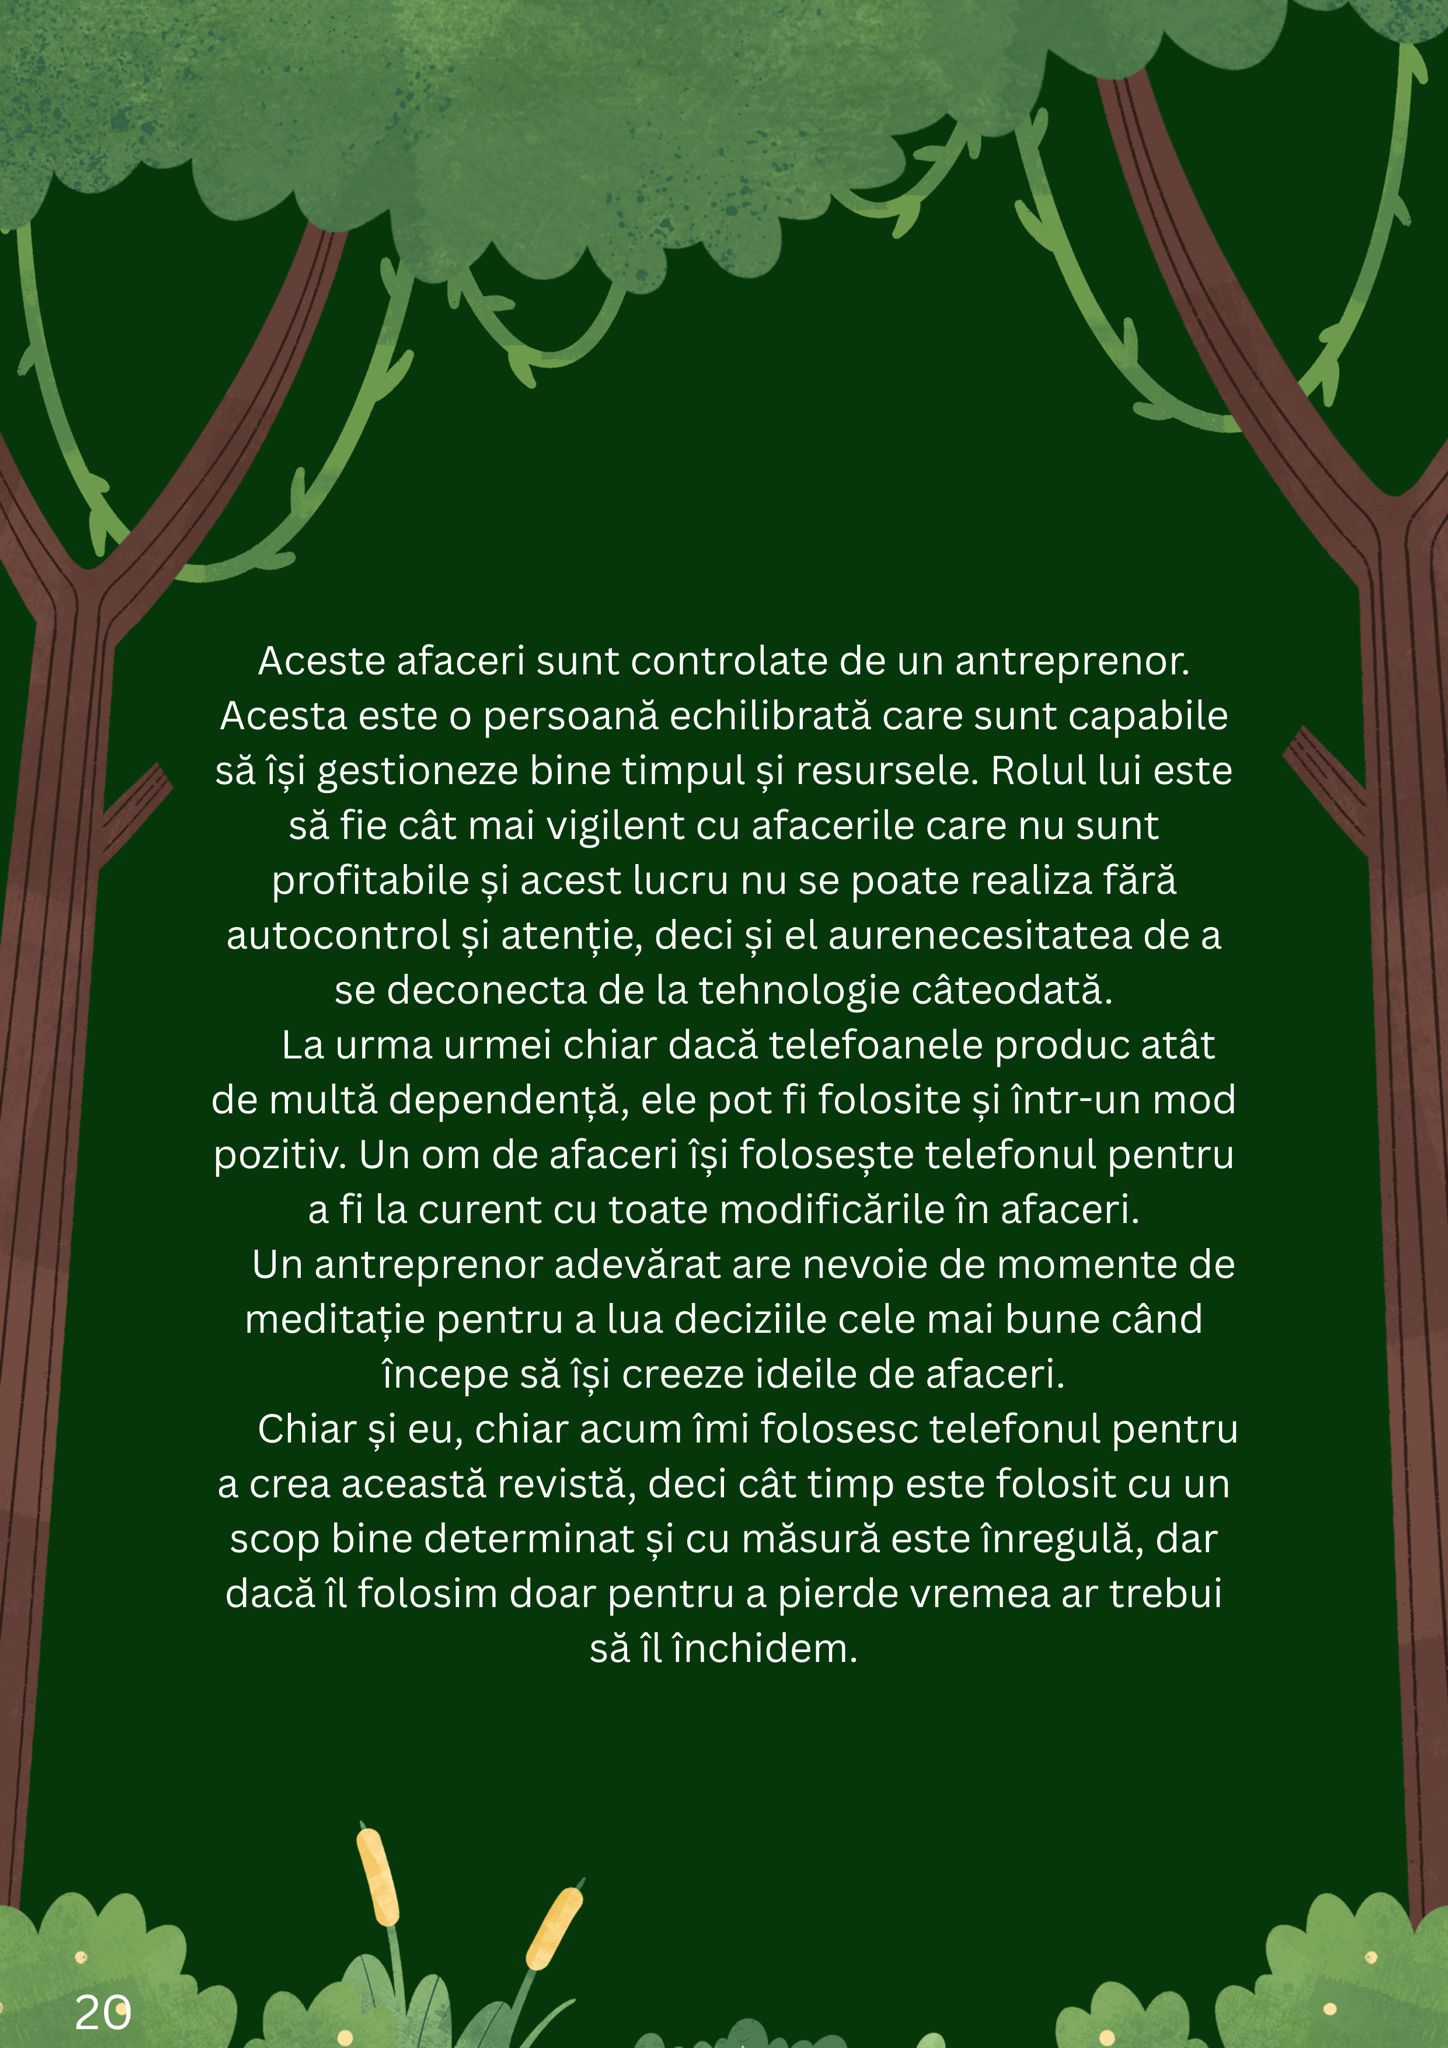 Aceste afaceri sunt controlate de un antreprenor.
Acesta este o persoană echilibrată care sunt capabile
să își gestioneze bine timpul și resursele. Rolul lui este
să fie cât mai vigilent cu afacerile care nu sunt
profitabile și acest lucru nu se poate realiza fără
autocontrol și atenție, deci și el aurenecesitatea de a
se deconecta de la tehnologie câteodată.
La urma urmei chiar dacă telefoanele produc atât
de multă dependență, ele pot fi folosite și într-un mod
pozitiv. Un om de afaceri își folosește telefonul pentru
a fi la curent cu toate modificările în afaceri.
Un antreprenor adevărat are nevoie de momente de
meditație pentru a lua deciziile cele mai bune când
începe să își creeze ideile de afaceri.
Chiar și eu, chiar acum îmi folosesc telefonul pentru
a crea această revistă, deci cât timp este folosit cu un
scop bine determinat și cu măsură este înregulă, dar
dacă îl folosim doar pentru a pierde vremea ar trebui
să îl închidem.
20